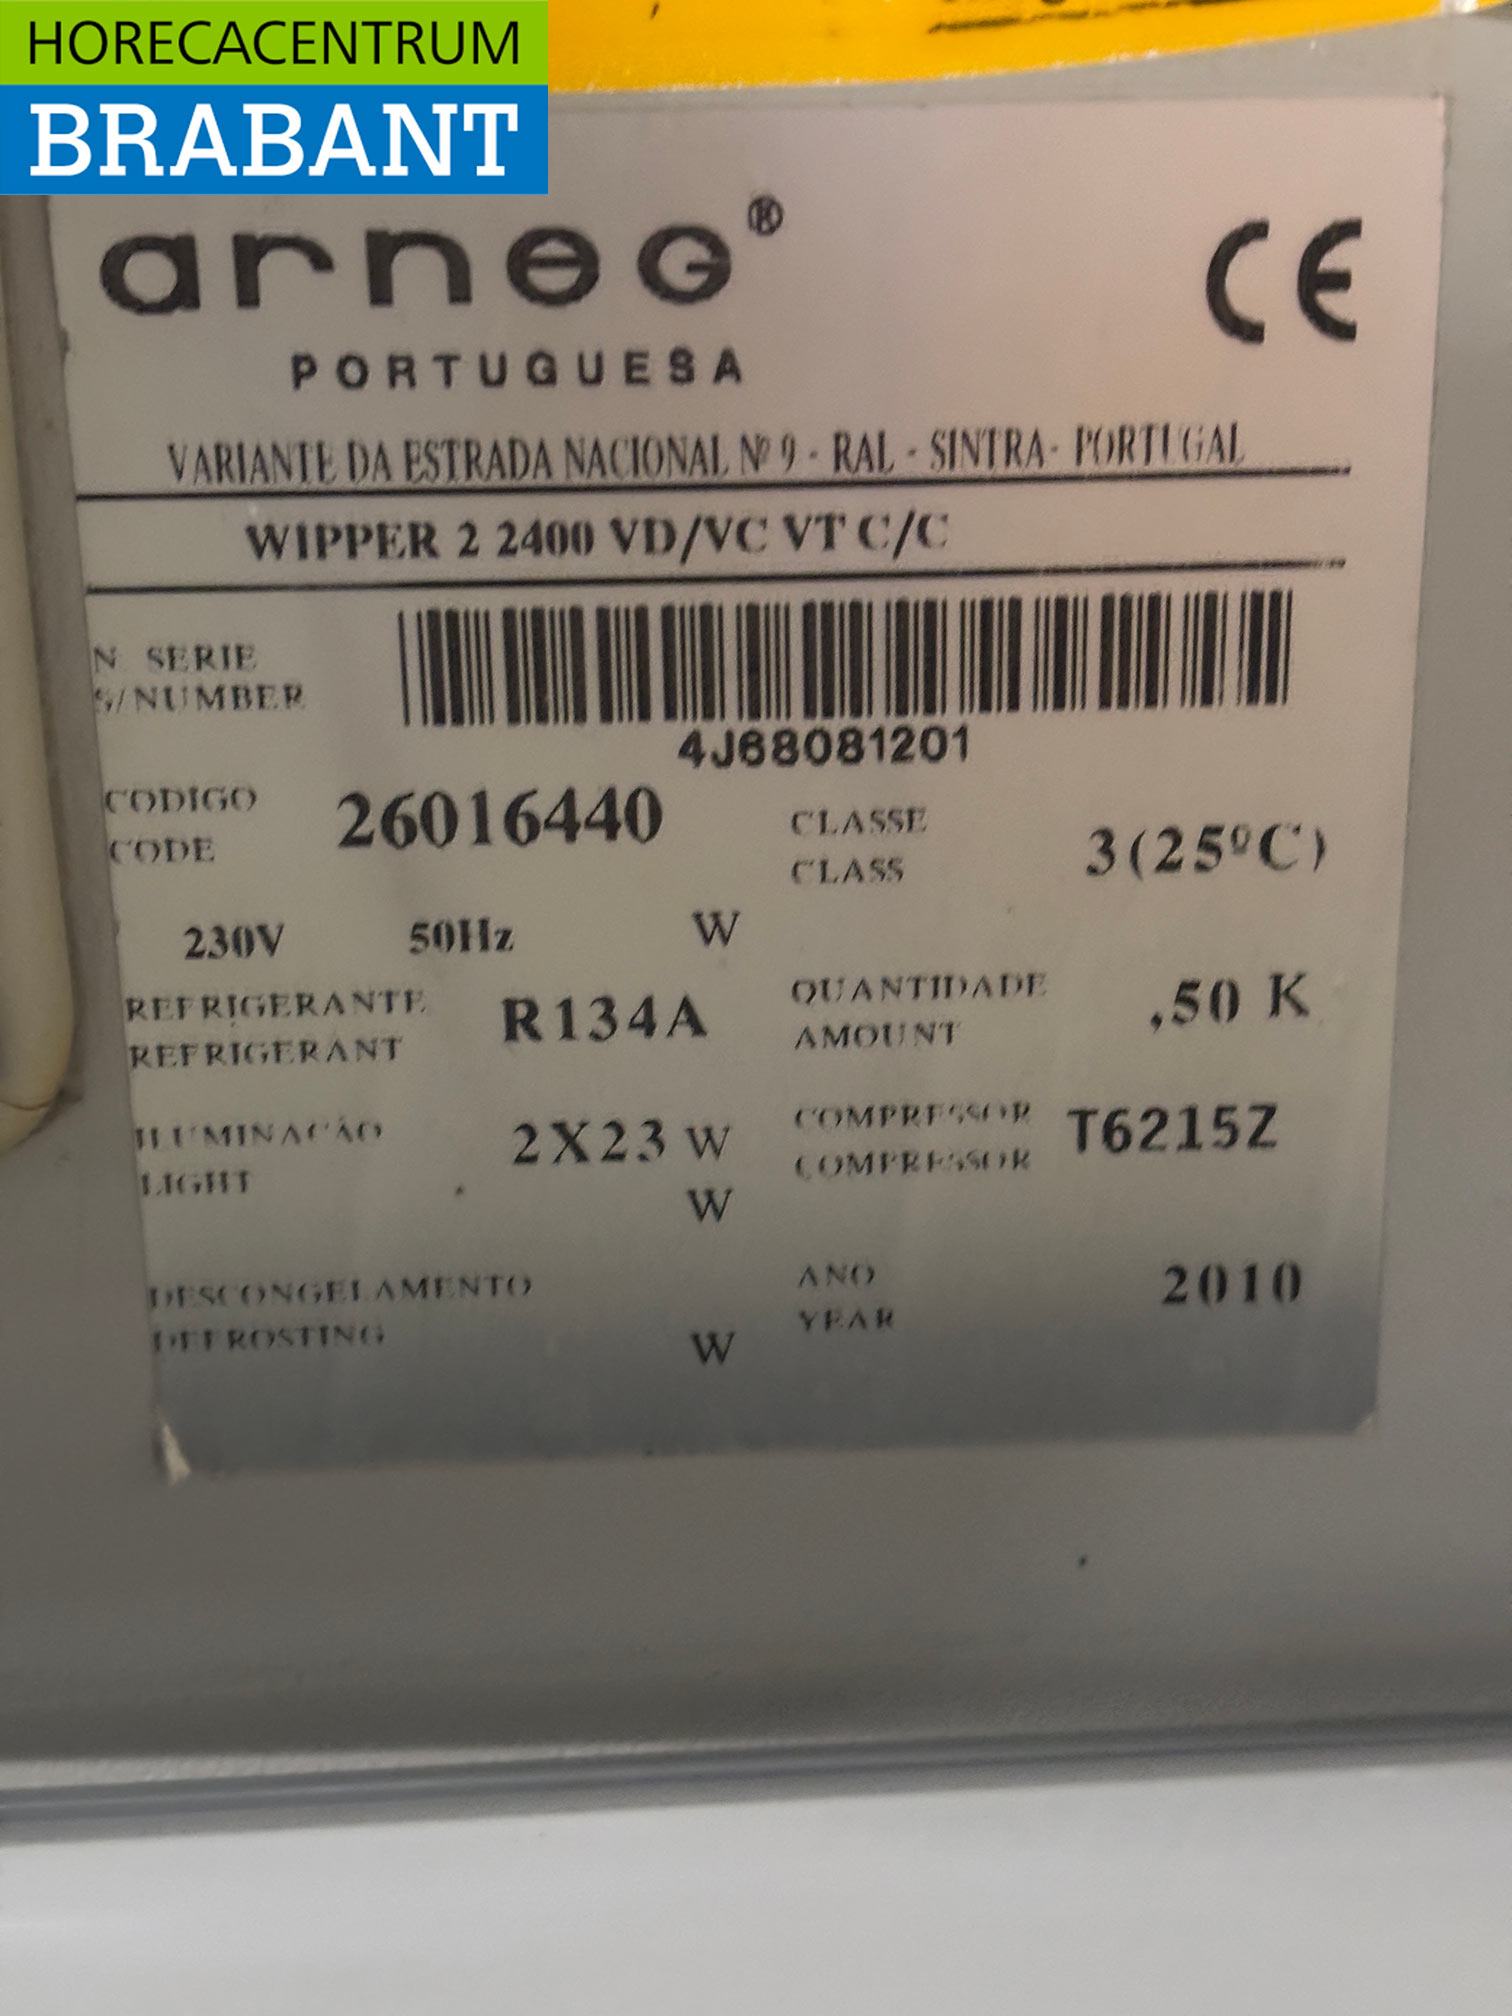 HORECACENTRUM
BRABANT
arneg®
PORTUGUESA
CE
VARIANTE DA ESTRADA NACIONAL Nº 9 - RAL - SINTRA - PORTUGAL
WIPPER 2 2400 VD/VC VT C/C
N. SERIE
S/NUMBER
4J68081201
CODIGO
CODE
26016440
CLASSE
CLASS
3(25ºC)
230V 50Hz W
REFRIGERANTE
REFRIGERANT
R134A
QUANTIDADE
AMOUNT
,50 K
ILUMINACÃO
LIGHT
2X23 W
W
COMPRESSOR
COMPRESSOR
T6215Z
DESCONGELAMENTO
DEFROSTING
W
ANO
YEAR
2010